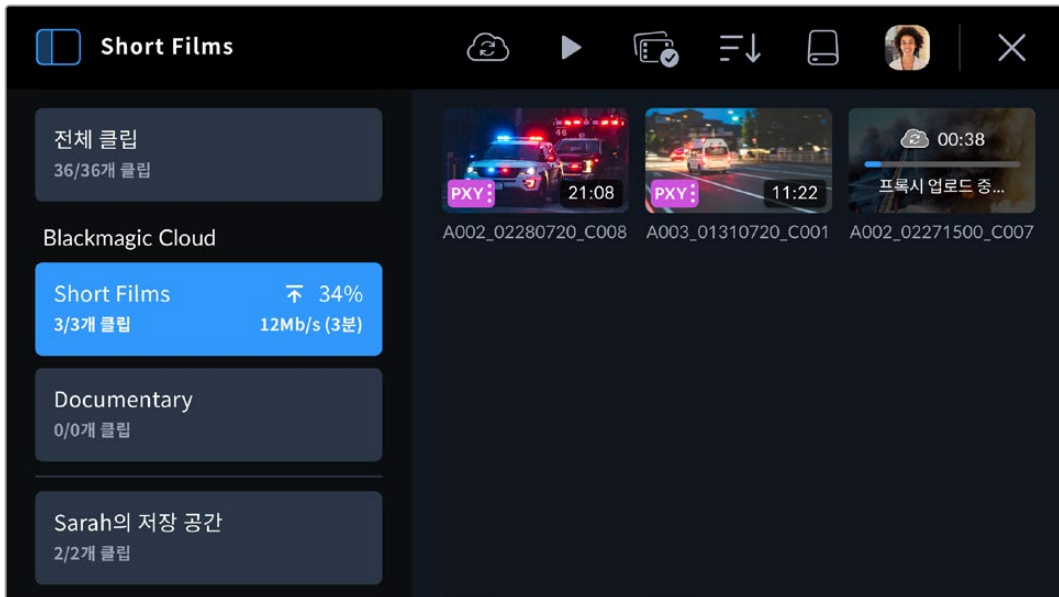 Short Films
전체 클립
36/36개 클립
Blackmagic Cloud
Short Films 34%
3/3개 클립 12Mb/s (3분)
Documentary
0/0개 클립
Sarah의 저장 공간
2/2개 클립
46
PXY 21:08
A002_02280720_C008
PXY 11:22
A003_01310720_C001
00:38
프록시 업로드 중...
A002_02271500_C007